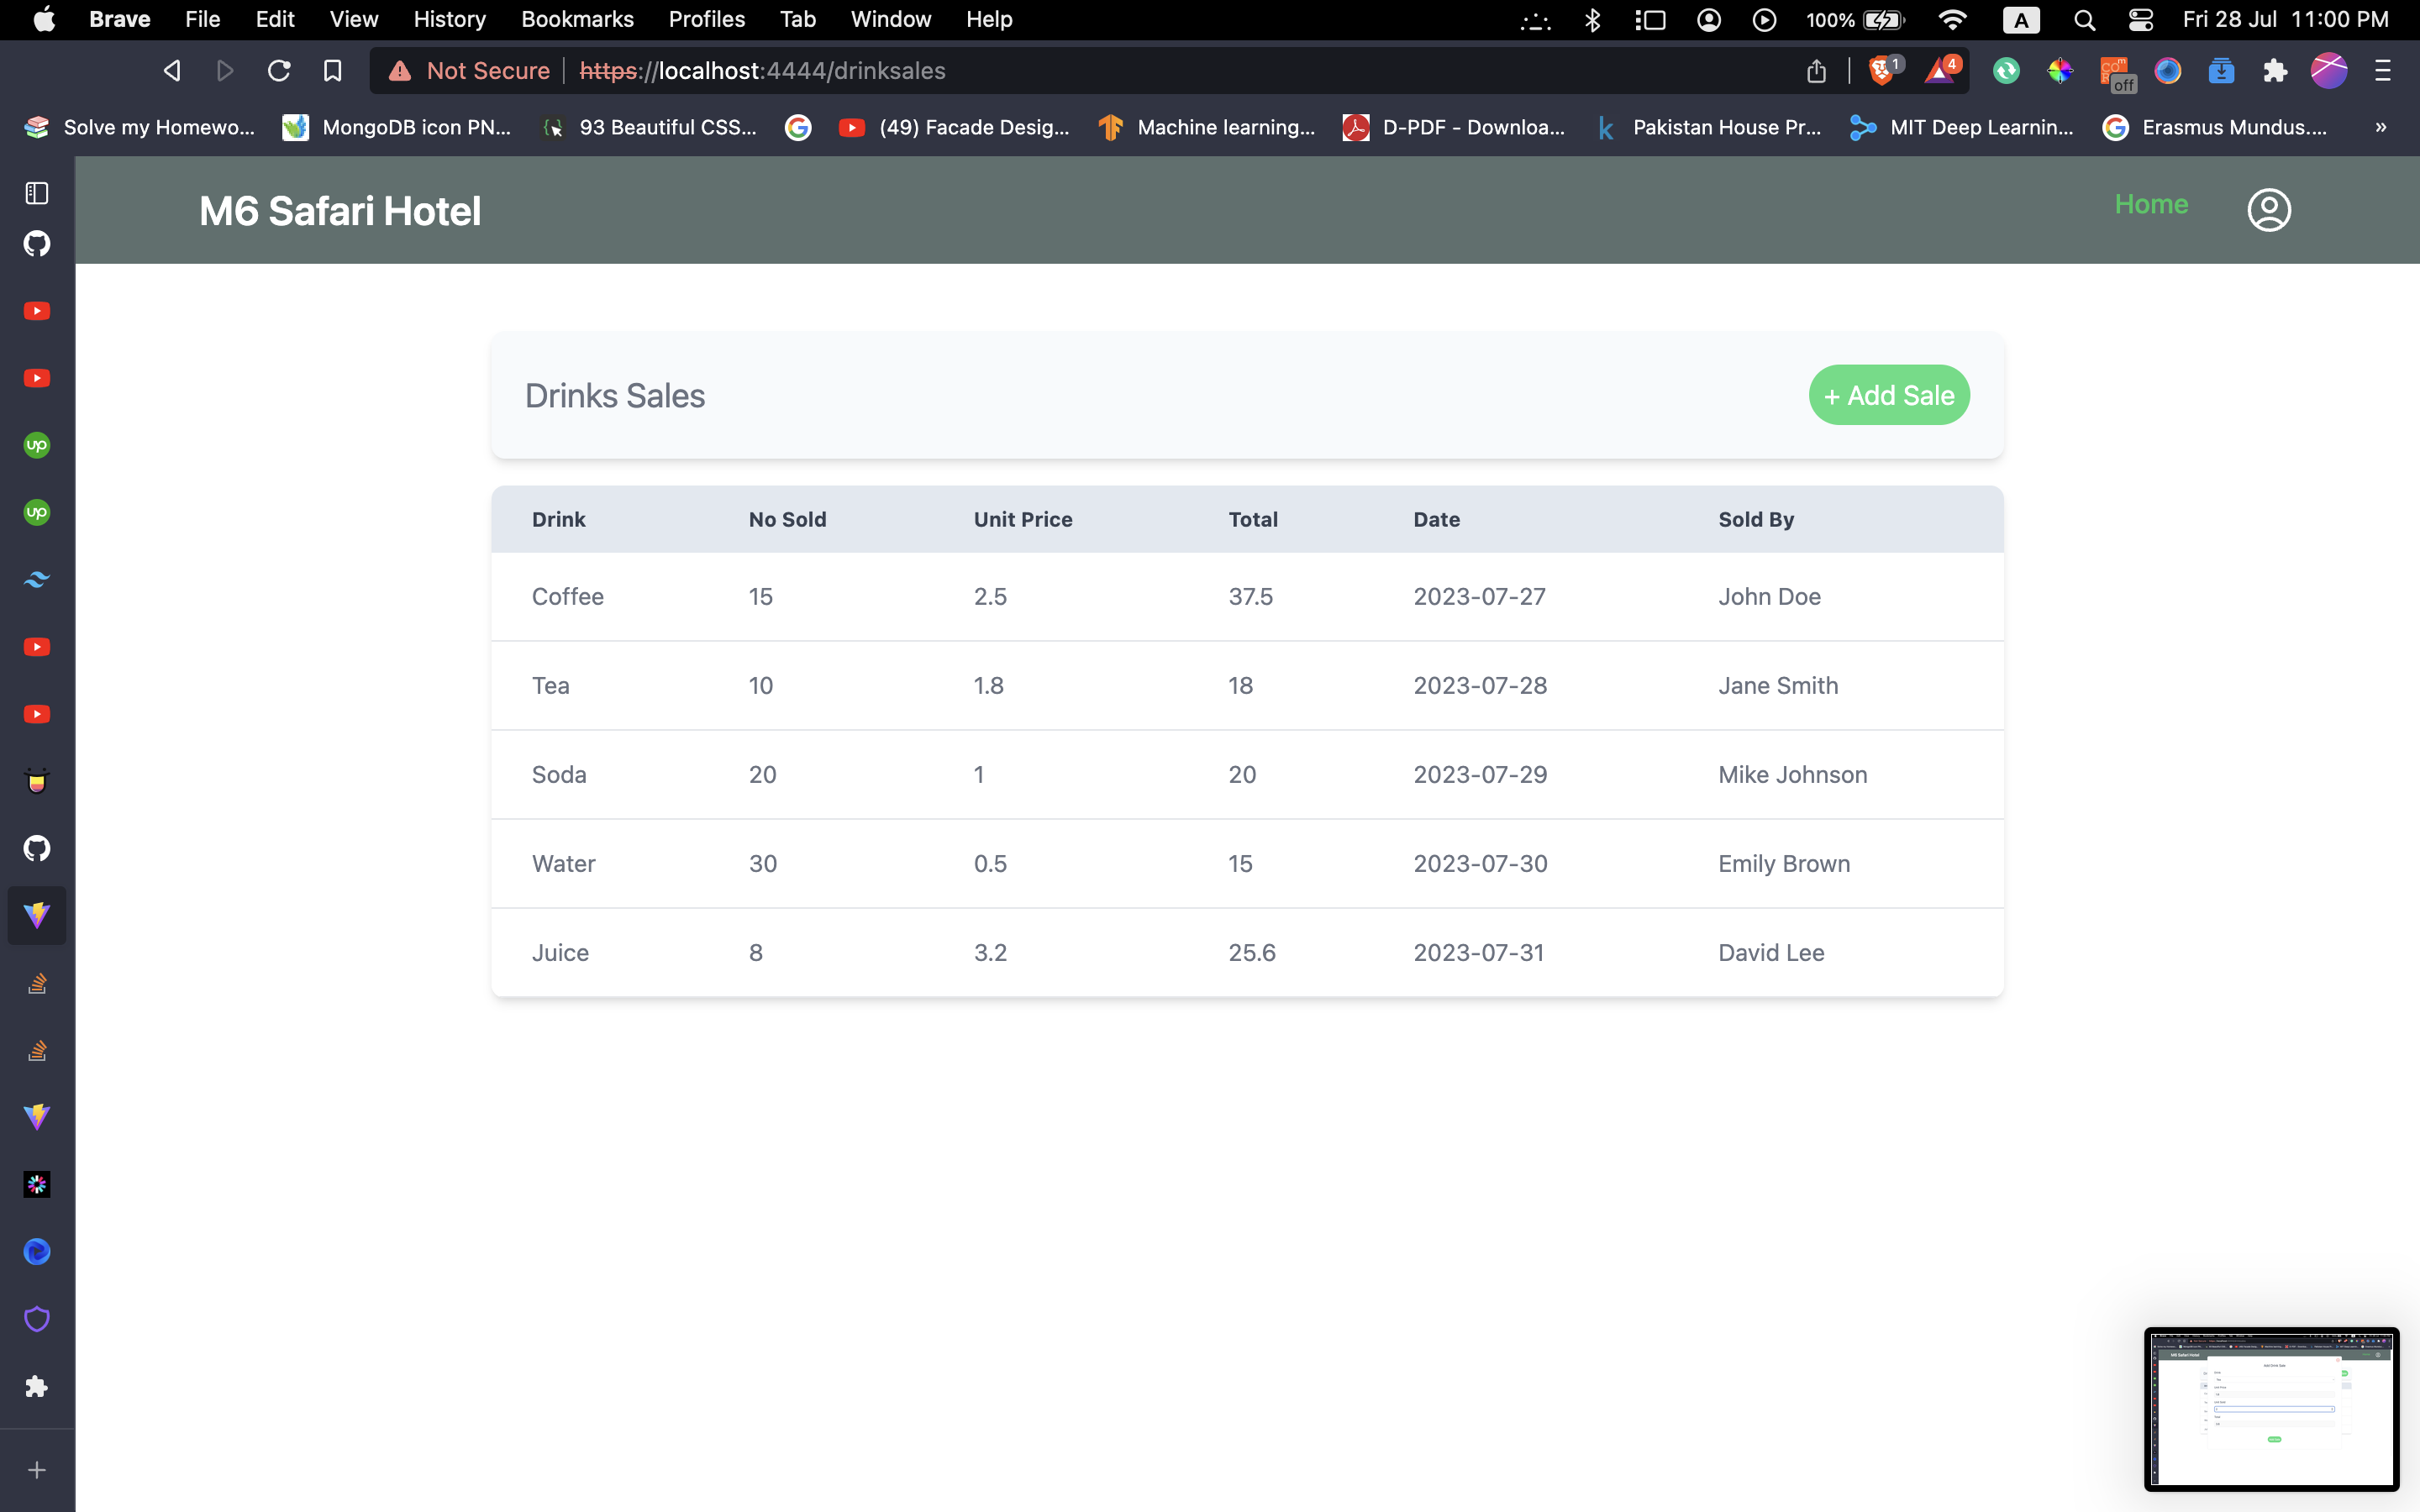 Brave File Edit View History Bookmarks Profiles Tab Window Help 100% A Fri 28 Jul 11:00 PM
Not Secure https://localhost:4444/drinksales 1 4 off
Solve my Homewo... MongoDB icon PN... 93 Beautiful CSS... (49) Facade Desig... Machine learning... D-PDF - Downloa... Pakistan House Pr... MIT Deep Learnin... Erasmus Mundus.... »
M6 Safari Hotel Home
Drinks Sales + Add Sale
Drink No Sold Unit Price Total Date Sold By
Coffee 15 2.5 37.5 2023-07-27 John Doe
Tea 10 1.8 18 2023-07-28 Jane Smith
Soda 20 1 20 2023-07-29 Mike Johnson
Water 30 0.5 15 2023-07-30 Emily Brown
Juice 8 3.2 25.6 2023-07-31 David Lee
M6 Safari Hotel
Add Drink Sale